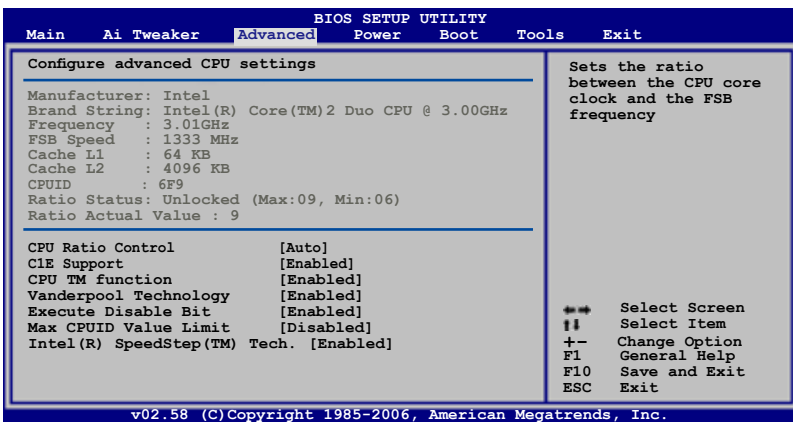 BIOS SETUP UTILITY
Main Ai Tweaker Advanced Power Boot Tools Exit
Configure advanced CPU settings
Manufacturer: Intel
Brand String: Intel(R) Core(TM)2 Duo CPU @ 3.00GHz
Frequency : 3.01GHz
FSB Speed : 1333 MHz
Cache L1 : 64 KB
Cache L2 : 4096 KB
CPUID : 6F9
Ratio Status: Unlocked (Max:09, Min:06)
Ratio Actual Value : 9
CPU Ratio Control [Auto]
C1E Support [Enabled]
CPU TM function [Enabled]
Vanderpool Technology [Enabled]
Execute Disable Bit [Enabled]
Max CPUID Value Limit [Disabled]
Intel(R) SpeedStep(TM) Tech. [Enabled]
Sets the ratio
between the CPU core
clock and the FSB
frequency
←→ Select Screen
↑↓ Select Item
+- Change Option
F1 General Help
F10 Save and Exit
ESC Exit
v02.58 (C)Copyright 1985-2006, American Megatrends, Inc.